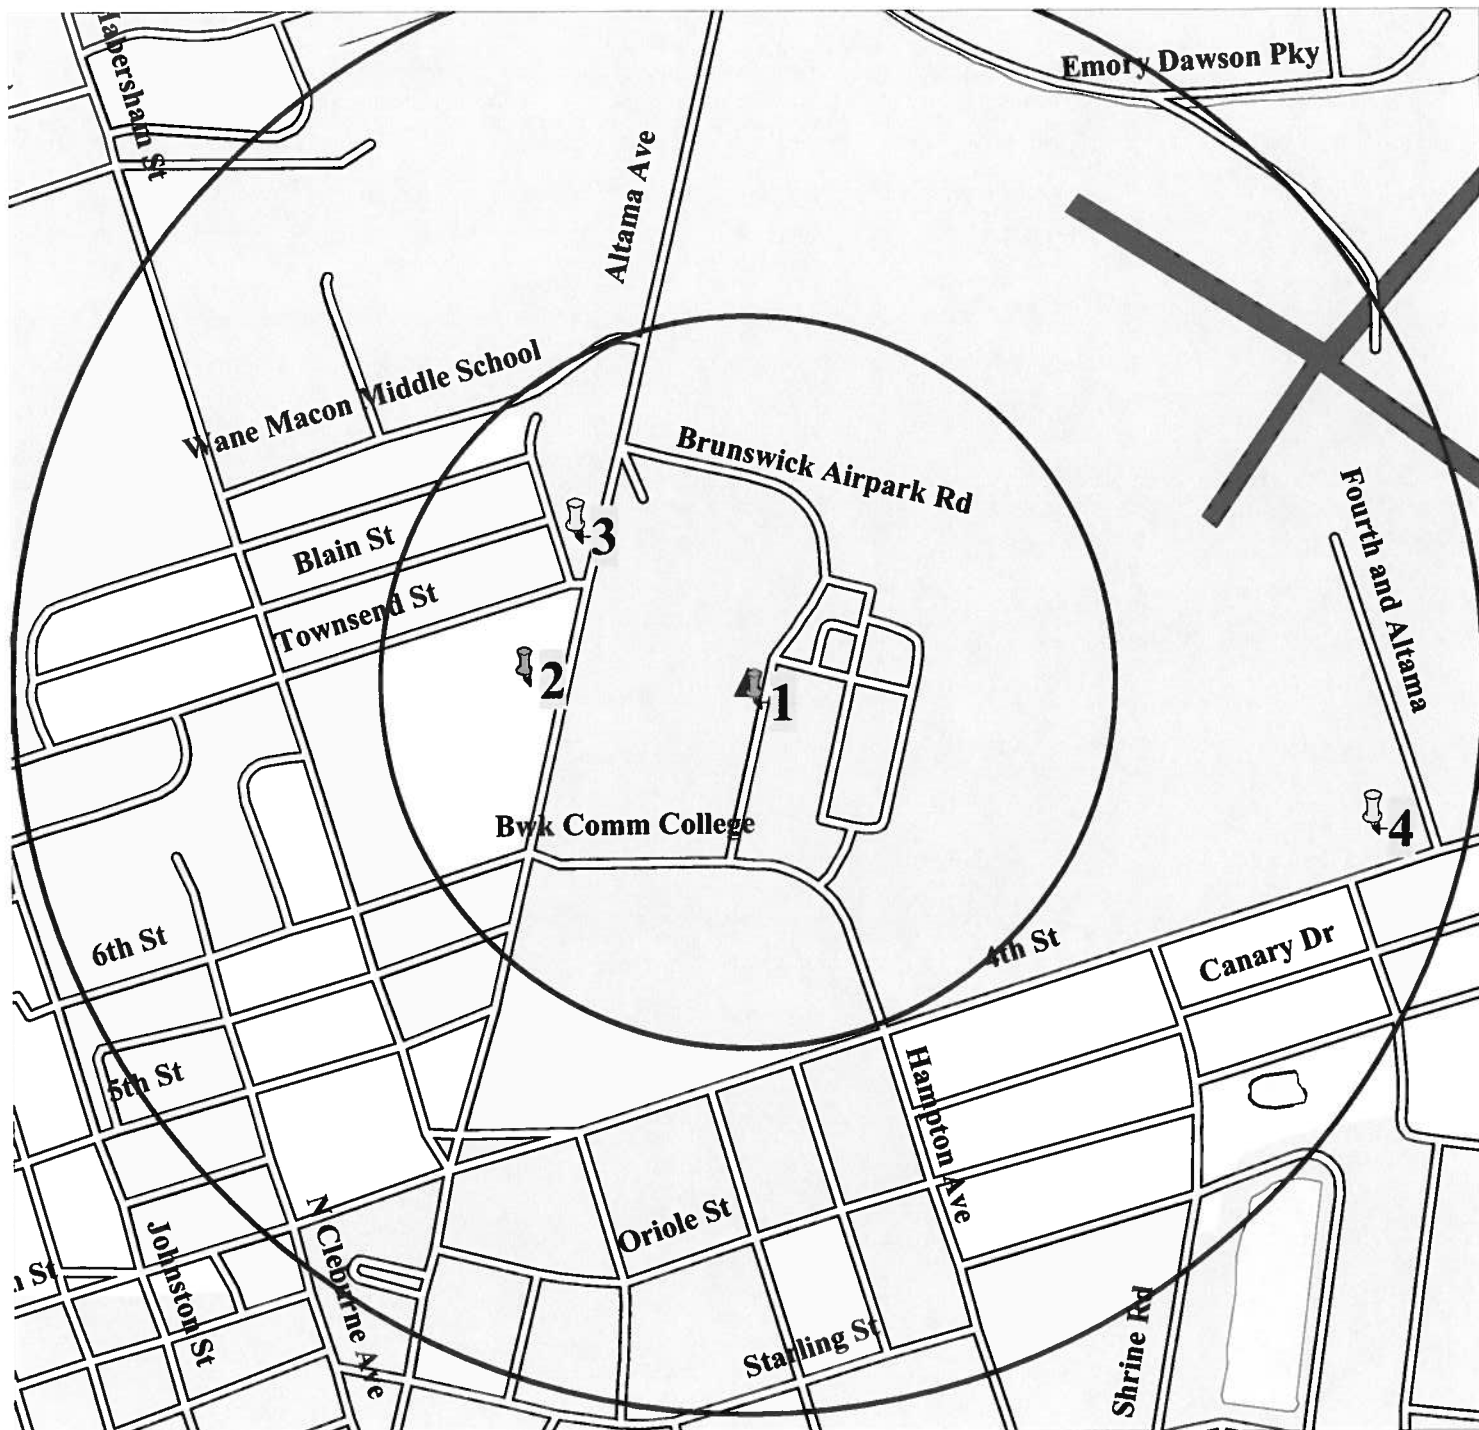 Habersham St
Emory Dawson Pky
Altama Ave
Wane Macon Middle School
Brunswick Airpark Rd
Fourth and Altama
3
Blain St
Townsend St
2
1
4
Bwk Comm College
6th St
4th St
Canary Dr
5th St
Hampton Ave
Oriole St
N Cleburne Ave
Johnston St
St
Starling St
Shrine Rd